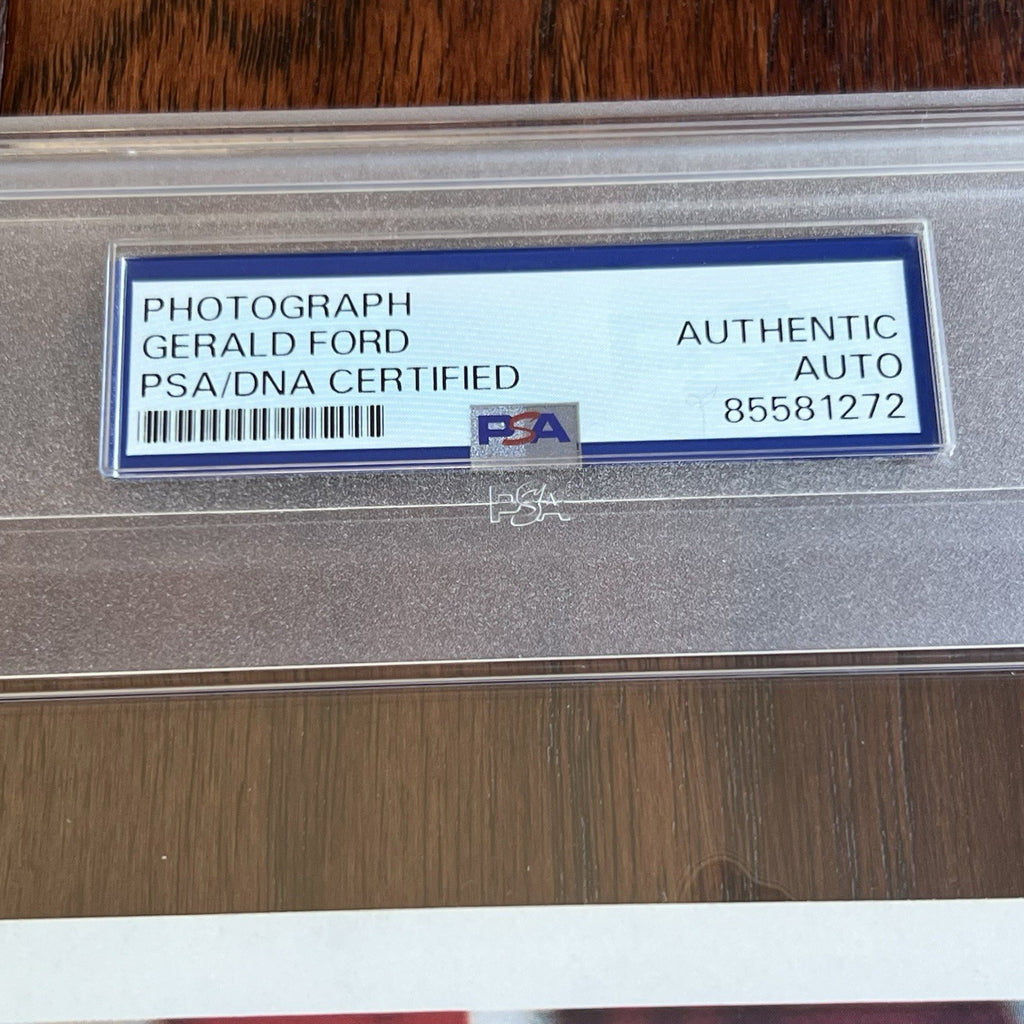 PHOTOGRAPH
GERALD FORD
PSA/DNA CERTIFIED
AUTHENTIC
AUTO
85581272
PSA
PSA